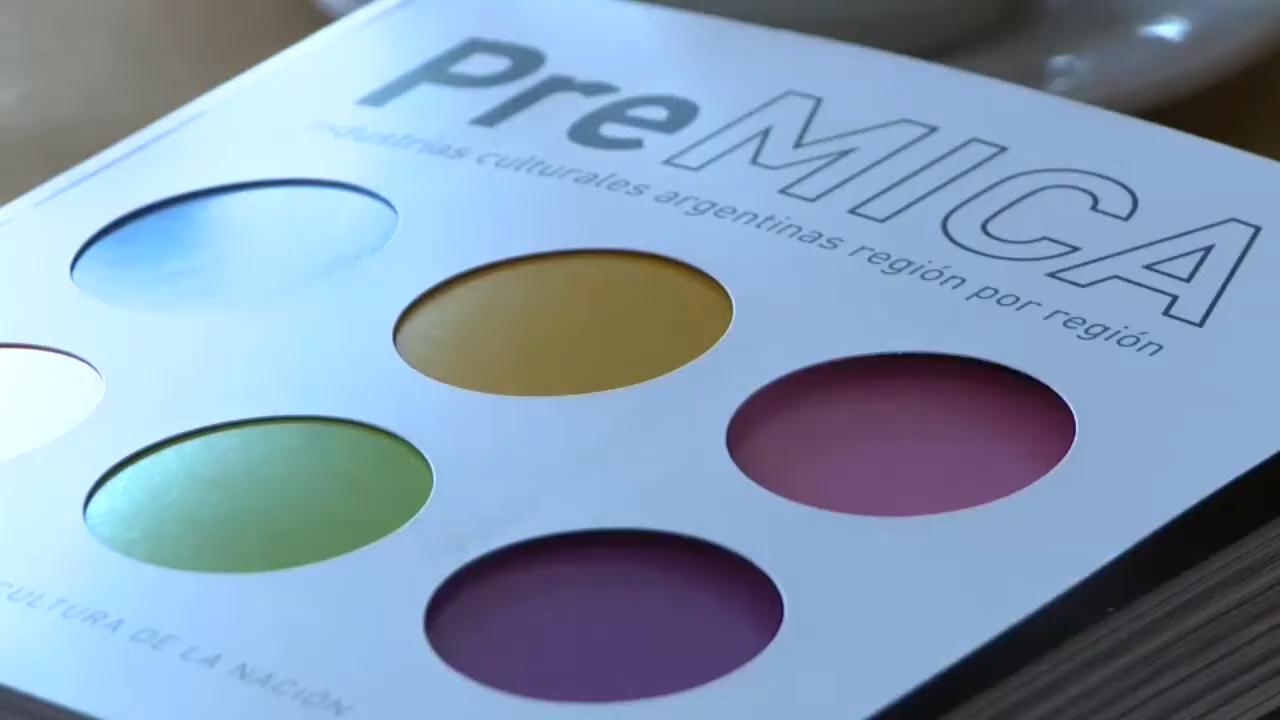 PreMICA
industrias culturales argentinas región por región
CULTURA DE LA NACIÓN